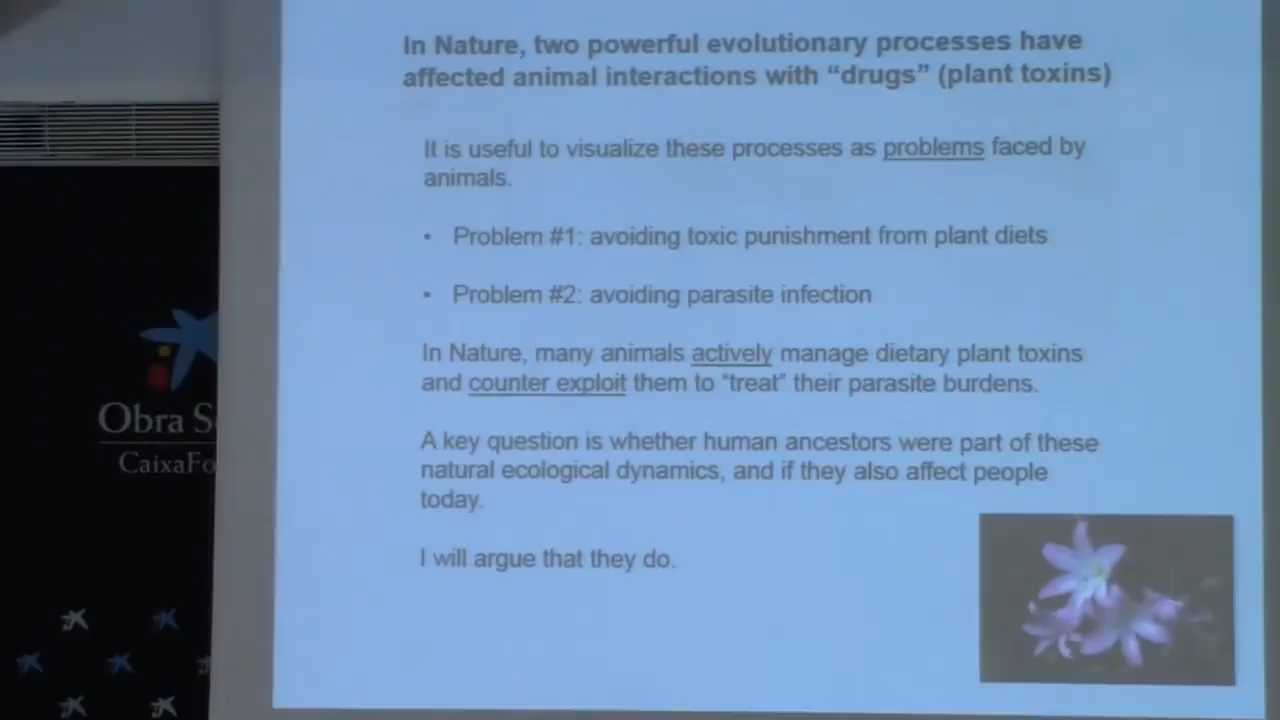 In Nature, two powerful evolutionary processes have
affected animal interactions with “drugs” (plant toxins)
It is useful to visualize these processes as problems faced by
animals.
• Problem #1: avoiding toxic punishment from plant diets
• Problem #2: avoiding parasite infection
In Nature, many animals actively manage dietary plant toxins
and counter exploit them to “treat” their parasite burdens.
A key question is whether human ancestors were part of these
natural ecological dynamics, and if they also affect people
today.
I will argue that they do.
Obra S
CaixaFo